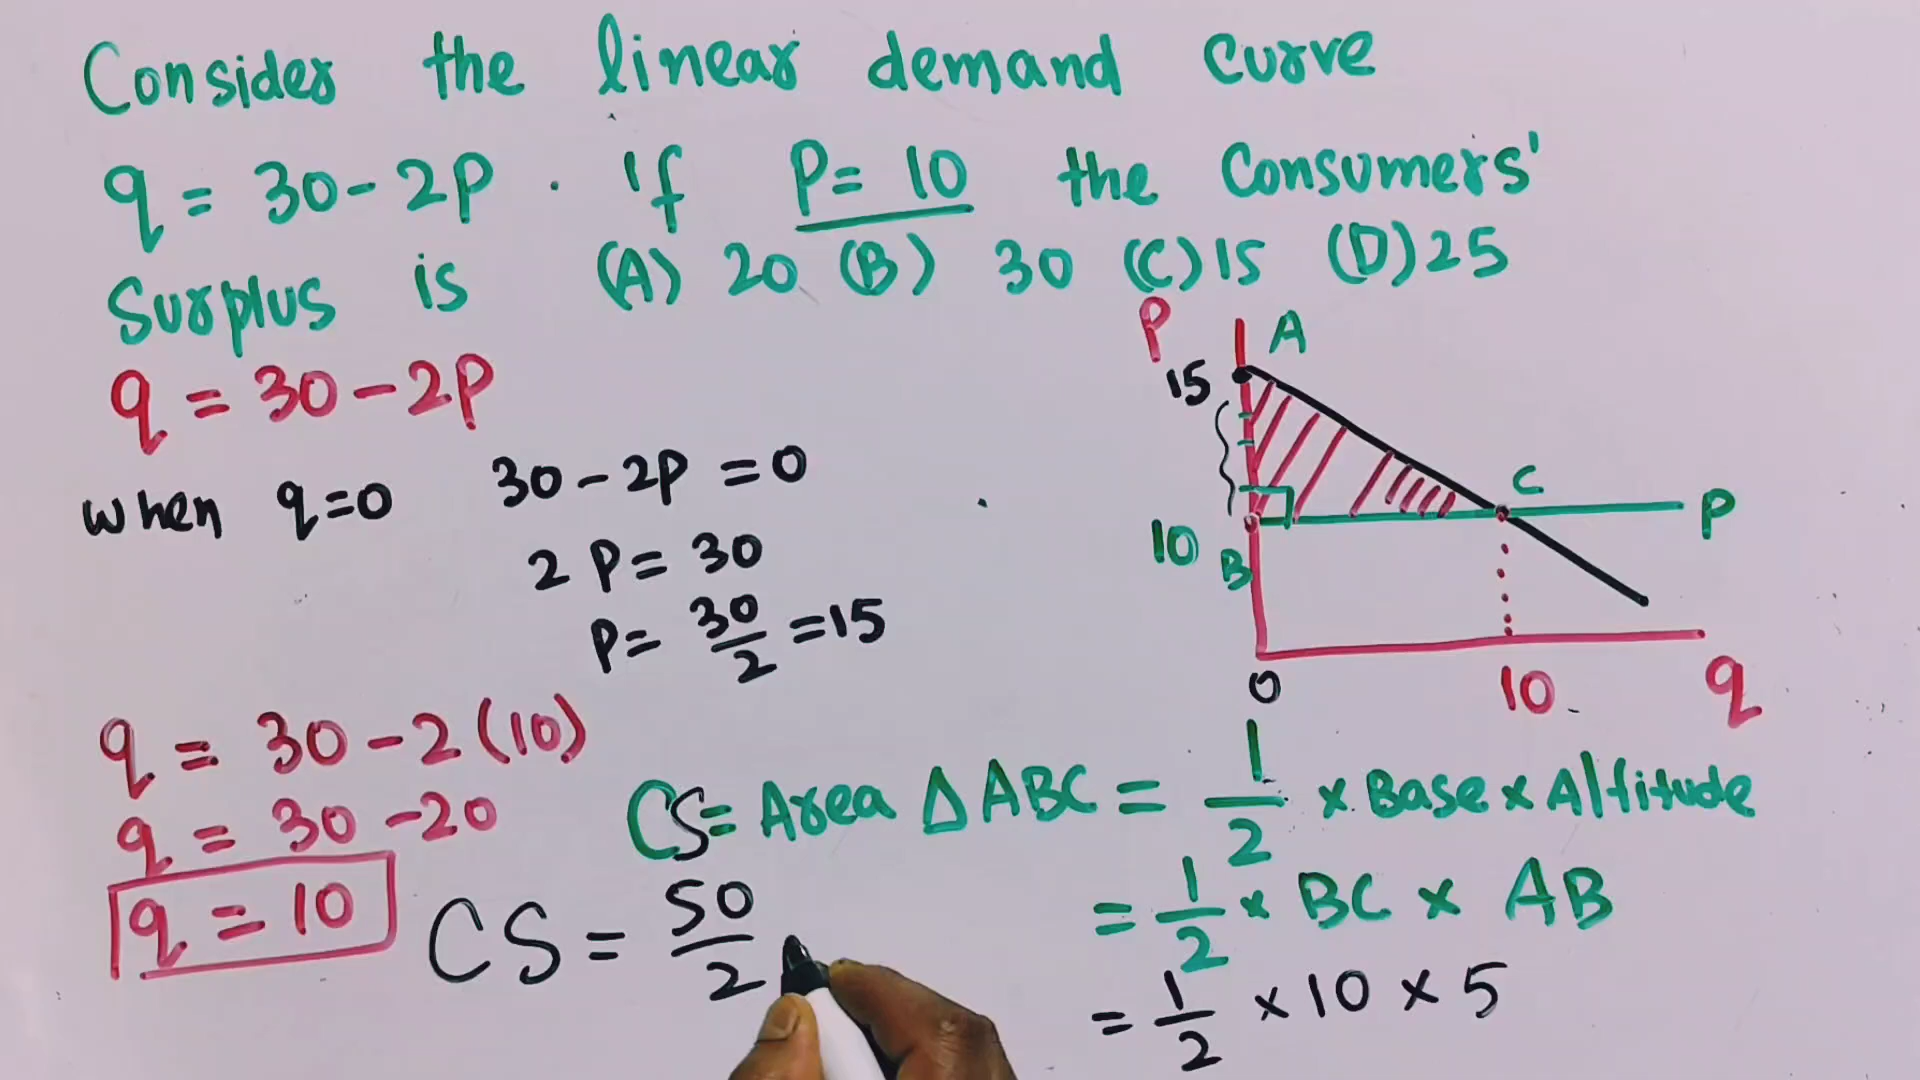 Consider the linear demand curve
q = 30 - 2p . if P = 10 the Consumers'
Surplus is (A) 20 (B) 30 (C) 15 (D) 25
q = 30 - 2P
when q=0 30 - 2P = 0
2 P = 30
P = 30/2 = 15
q = 30 - 2(10)
q = 30 - 20
q = 10
P
A
15
C
P
10
B
0
10
q
CS = Area Δ ABC = 1/2 × Base × Altitude
= 1/2 × BC × AB
= 1/2 × 10 × 5
CS = 50/2